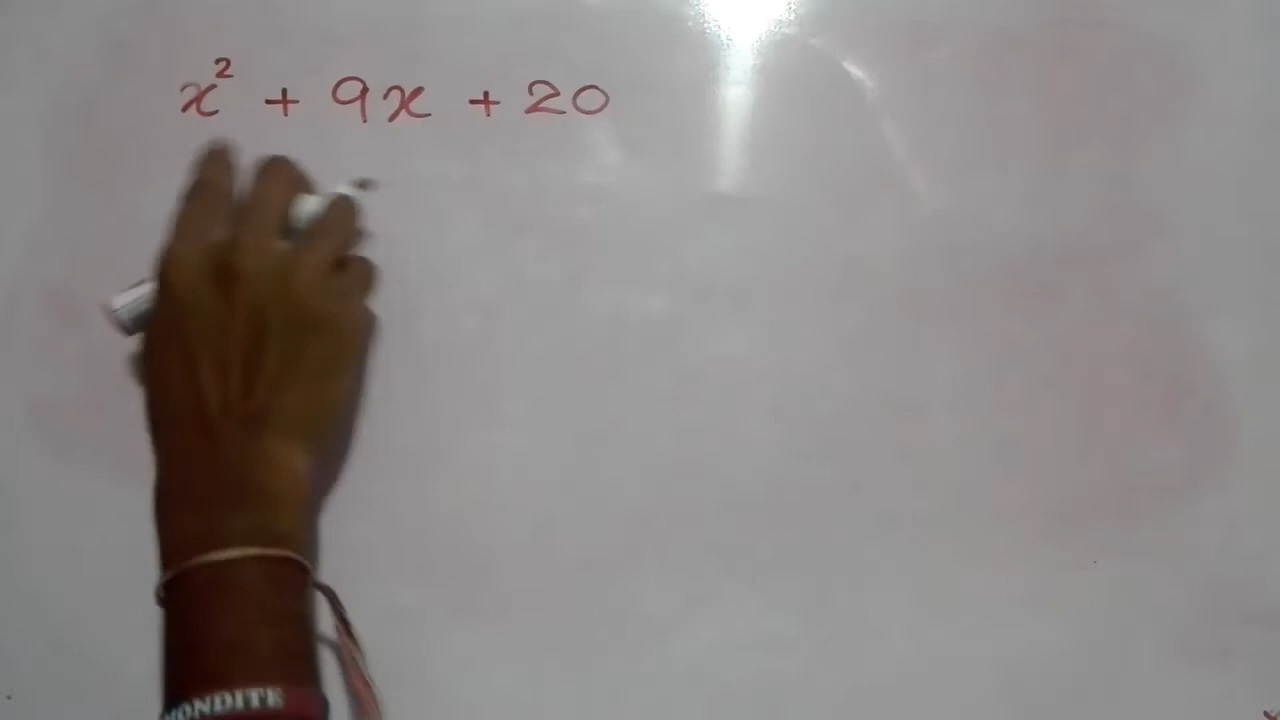 x² + 9x + 20